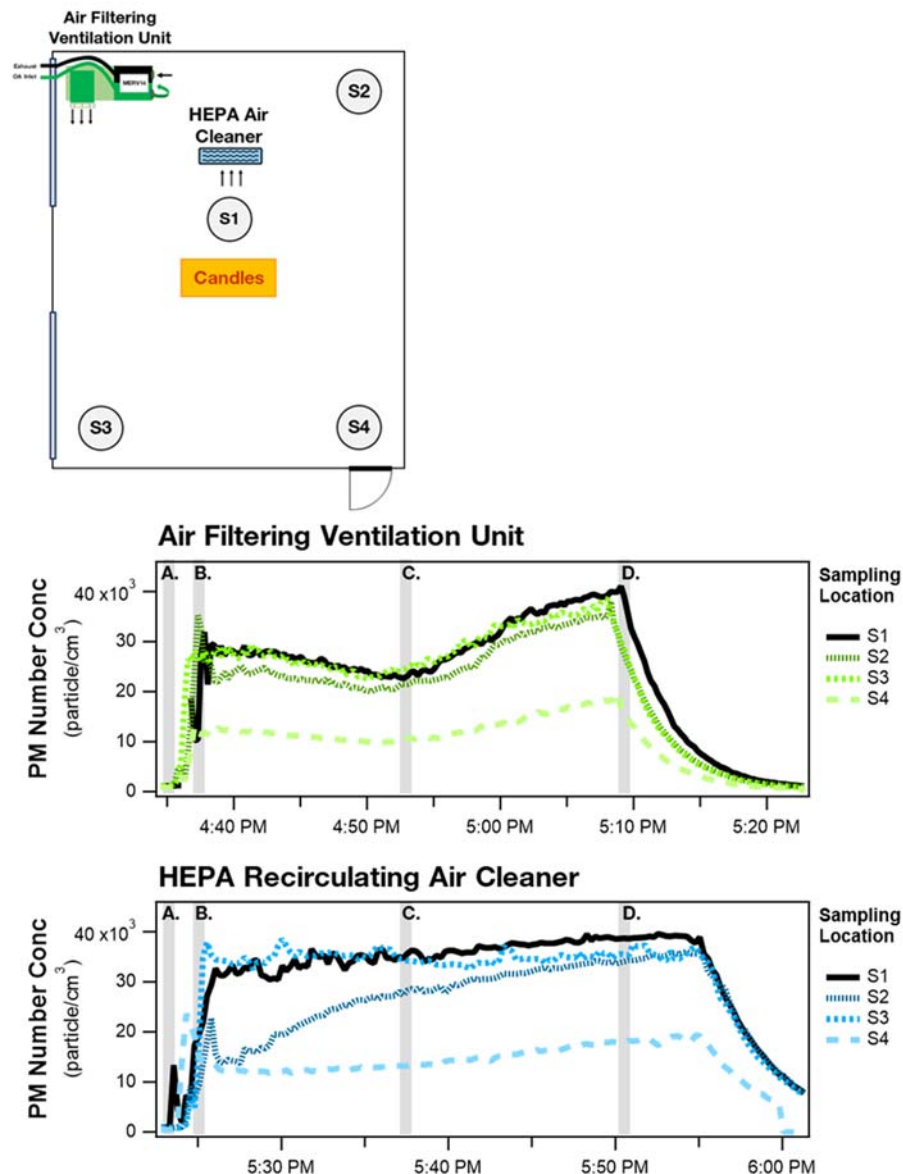 Air Filtering
Ventilation Unit
Exhaust
OA Inlet
MERV14
S2
HEPA Air
Cleaner
S1
Candles
S3
S4
Air Filtering Ventilation Unit
A.
B.
C.
D.
PM Number Conc
(particle/cm³)
40 x10³
30
20
10
0
4:40 PM
4:50 PM
5:00 PM
5:10 PM
5:20 PM
Sampling
Location
S1
S2
S3
S4
HEPA Recirculating Air Cleaner
A.
B.
C.
D.
PM Number Conc
(particle/cm³)
40 x10³
30
20
10
0
5:30 PM
5:40 PM
5:50 PM
6:00 PM
Sampling
Location
S1
S2
S3
S4